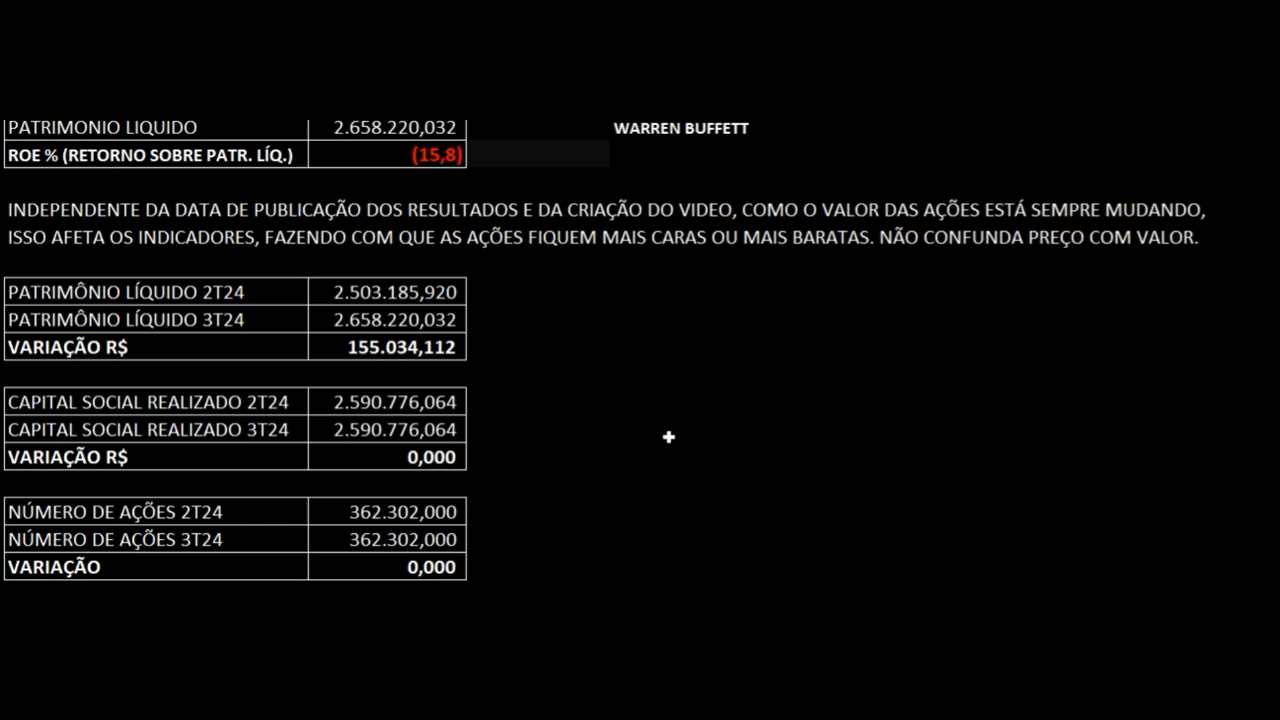 PATRIMONIO LIQUIDO 2.658.220,032 WARREN BUFFETT
ROE % (RETORNO SOBRE PATR. LÍQ.) (15,8)
INDEPENDENTE DA DATA DE PUBLICAÇÃO DOS RESULTADOS E DA CRIAÇÃO DO VIDEO, COMO O VALOR DAS AÇÕES ESTÁ SEMPRE MUDANDO,
ISSO AFETA OS INDICADORES, FAZENDO COM QUE AS AÇÕES FIQUEM MAIS CARAS OU MAIS BARATAS. NÃO CONFUNDA PREÇO COM VALOR.
PATRIMÔNIO LÍQUIDO 2T24 2.503.185,920
PATRIMÔNIO LÍQUIDO 3T24 2.658.220,032
VARIAÇÃO R$ 155.034,112
CAPITAL SOCIAL REALIZADO 2T24 2.590.776,064
CAPITAL SOCIAL REALIZADO 3T24 2.590.776,064
VARIAÇÃO R$ 0,000
NÚMERO DE AÇÕES 2T24 362.302,000
NÚMERO DE AÇÕES 3T24 362.302,000
VARIAÇÃO 0,000